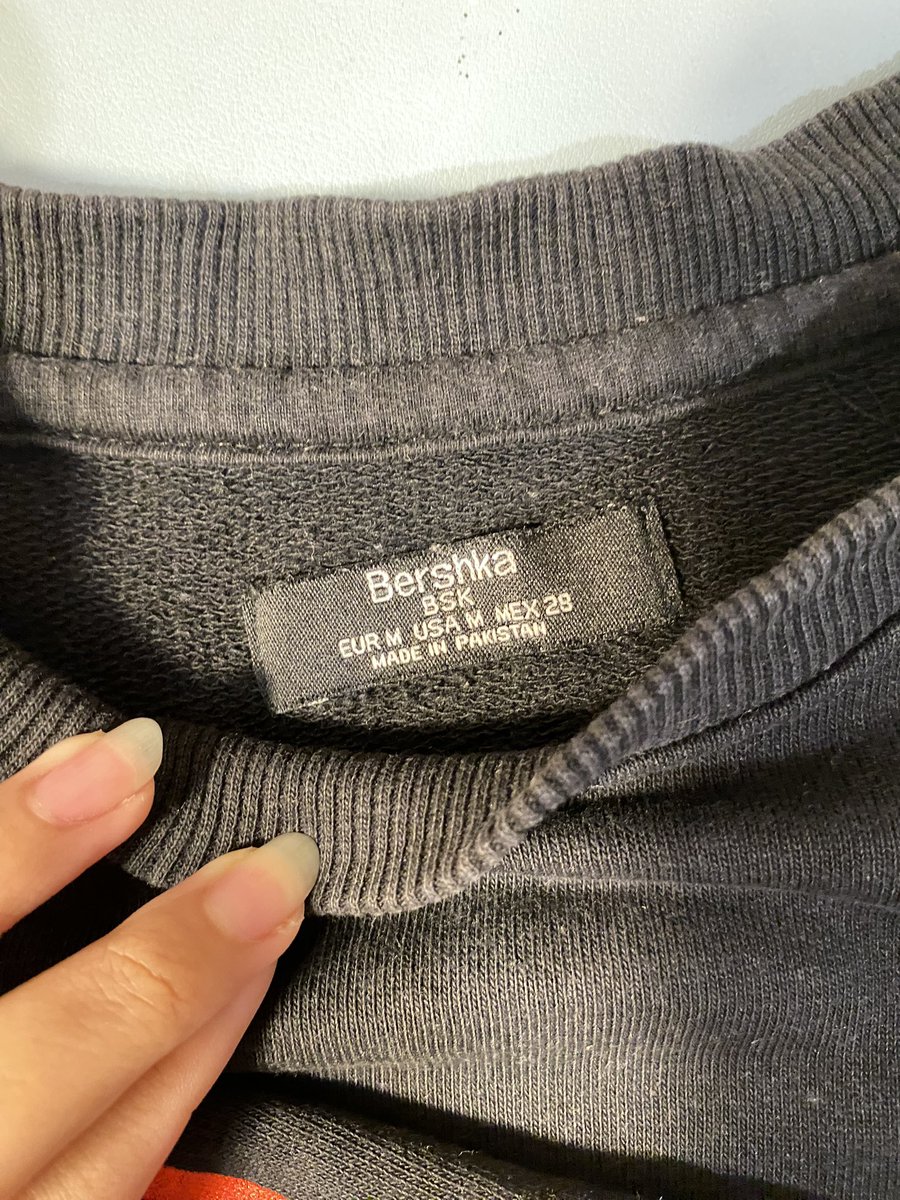 Bershka
BSK
EUR M USA M MEX 28
MADE IN PAKISTAN